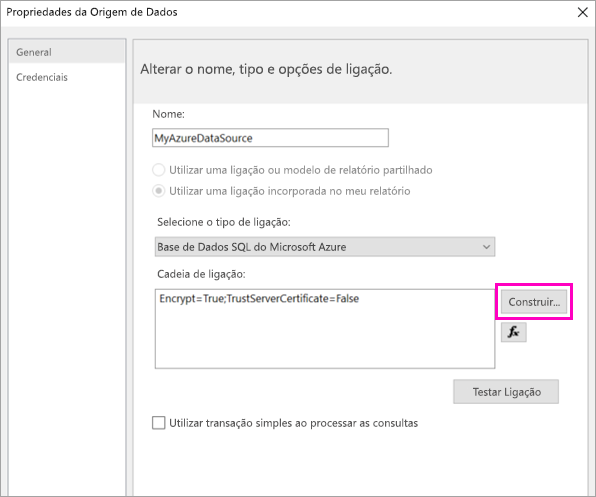 Propriedades da Origem de Dados
General
Credenciais
Alterar o nome, tipo e opções de ligação.
Nome:
MyAzureDataSource
Utilizar uma ligação ou modelo de relatório partilhado
Utilizar uma ligação incorporada no meu relatório
Selecione o tipo de ligação:
Base de Dados SQL do Microsoft Azure
Cadeia de ligação:
Encrypt=True;TrustServerCertificate=False
Construir...
fx
Testar Ligação
Utilizar transação simples ao processar as consultas